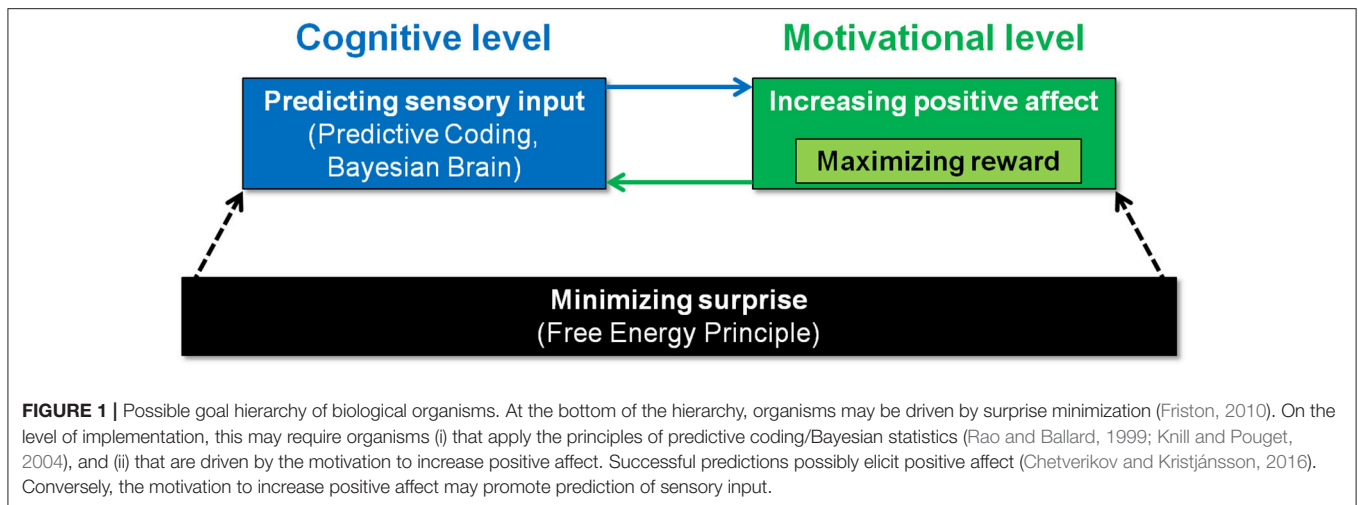 Cognitive level
Motivational level
Predicting sensory input
(Predictive Coding,
Bayesian Brain)
Increasing positive affect
Maximizing reward
Minimizing surprise
(Free Energy Principle)
FIGURE 1 | Possible goal hierarchy of biological organisms. At the bottom of the hierarchy, organisms may be driven by surprise minimization (Friston, 2010). On the
level of implementation, this may require organisms (i) that apply the principles of predictive coding/Bayesian statistics (Rao and Ballard, 1999; Knill and Pouget,
2004), and (ii) that are driven by the motivation to increase positive affect. Successful predictions possibly elicit positive affect (Chetverikov and Kristjánsson, 2016).
Conversely, the motivation to increase positive affect may promote prediction of sensory input.